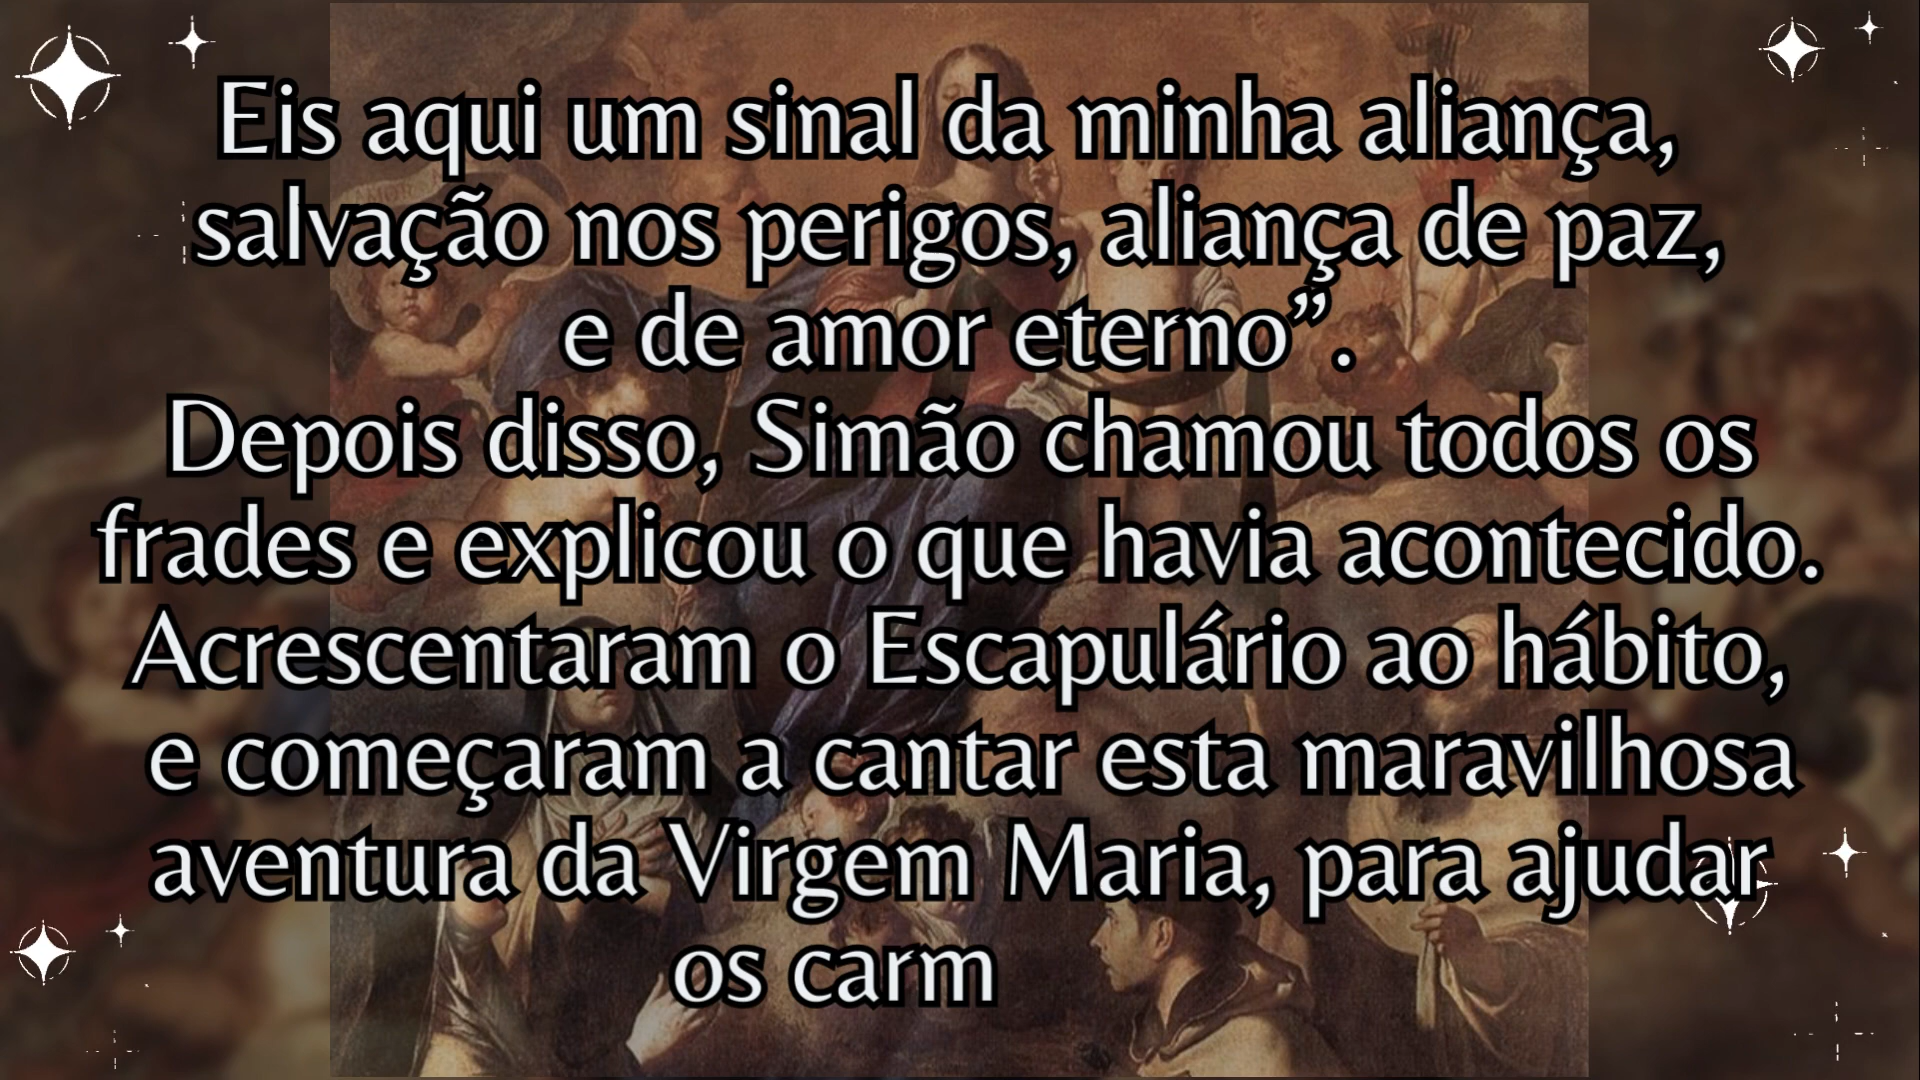 Eis aqui um sinal da minha aliança,
salvação nos perigos, aliança de paz,
e de amor eterno”.
Depois disso, Simão chamou todos os
frades e explicou o que havia acontecido.
Acrescentaram o Escapulário ao hábito,
e começaram a cantar esta maravilhosa
aventura da Virgem Maria, para ajudar
os carm